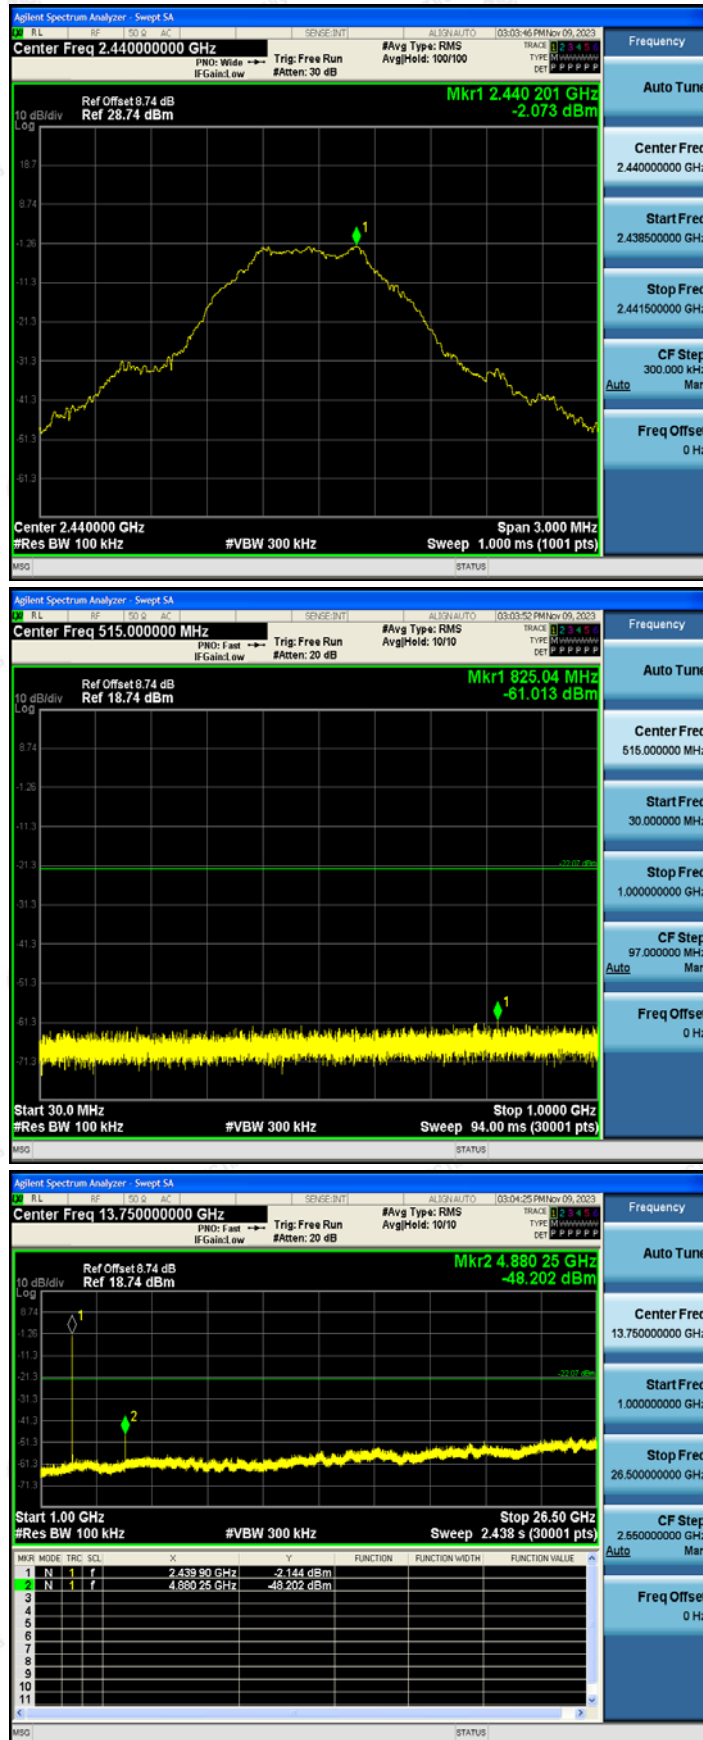 Agilent Spectrum Analyzer - Swept SA
RL RF 50 Ω AC SENSE:INT ALIGNAUTO 03:03:46 PM Nov 09, 2023
Center Freq 2.440000000 GHz #Avg Type: RMS TRACE 1 2 3 4 5 6
PNO: Wide Trig: Free Run Avg|Hold: 100/100 TYPE M
IFGain:Low #Atten: 30 dB DET P P P P P P
Frequency
Mkr1 2.440 201 GHz
-2.073 dBm
Ref Offset 8.74 dB
10 dB/div Ref 28.74 dBm
Log
18.7
8.74
-1.26
-11.3
-21.3
-31.3
-41.3
-51.3
-61.3
1
Center 2.440000 GHz Span 3.000 MHz
#Res BW 100 kHz #VBW 300 kHz Sweep 1.000 ms (1001 pts)
MSG STATUS
Auto Tune
Center Freq
2.440000000 GHz
Start Freq
2.438500000 GHz
Stop Freq
2.441500000 GHz
CF Step
300.000 kHz
Auto Man
Freq Offset
0 Hz
Agilent Spectrum Analyzer - Swept SA
RL RF 50 Ω AC SENSE:INT ALIGNAUTO 03:03:52 PM Nov 09, 2023
Center Freq 515.000000 MHz #Avg Type: RMS TRACE 1 2 3 4 5 6
PNO: Fast Trig: Free Run Avg|Hold: 10/10 TYPE M
IFGain:Low #Atten: 20 dB DET P P P P P P
Frequency
Mkr1 825.04 MHz
-61.013 dBm
Ref Offset 8.74 dB
10 dB/div Ref 18.74 dBm
Log
8.74
-1.26
-11.3
-21.3
-31.3
-41.3
-51.3
-61.3
-71.3
-22.07 dBm
1
Start 30.0 MHz Stop 1.0000 GHz
#Res BW 100 kHz #VBW 300 kHz Sweep 94.00 ms (30001 pts)
MSG STATUS
Auto Tune
Center Freq
515.000000 MHz
Start Freq
30.000000 MHz
Stop Freq
1.000000000 GHz
CF Step
97.000000 MHz
Auto Man
Freq Offset
0 Hz
Agilent Spectrum Analyzer - Swept SA
RL RF 50 Ω AC SENSE:INT ALIGNAUTO 03:04:25 PM Nov 09, 2023
Center Freq 13.750000000 GHz #Avg Type: RMS TRACE 1 2 3 4 5 6
PNO: Fast Trig: Free Run Avg|Hold: 10/10 TYPE M
IFGain:Low #Atten: 20 dB DET P P P P P P
Frequency
Mkr2 4.880 25 GHz
-48.202 dBm
Ref Offset 8.74 dB
10 dB/div Ref 18.74 dBm
Log
8.74
-1.26
-11.3
-21.3
-31.3
-41.3
-51.3
-61.3
-71.3
1
2
-22.07 dBm
Start 1.00 GHz Stop 26.50 GHz
#Res BW 100 kHz #VBW 300 kHz Sweep 2.438 s (30001 pts)
MKR MODE TRC SCL X Y FUNCTION FUNCTION WIDTH FUNCTION VALUE
1 N 1 f 2.439 90 GHz -2.144 dBm
2 N 1 f 4.880 25 GHz -48.202 dBm
3
4
5
6
7
8
9
10
11
MSG STATUS
Auto Tune
Center Freq
13.750000000 GHz
Start Freq
1.000000000 GHz
Stop Freq
26.500000000 GHz
CF Step
2.550000000 GHz
Auto Man
Freq Offset
0 Hz